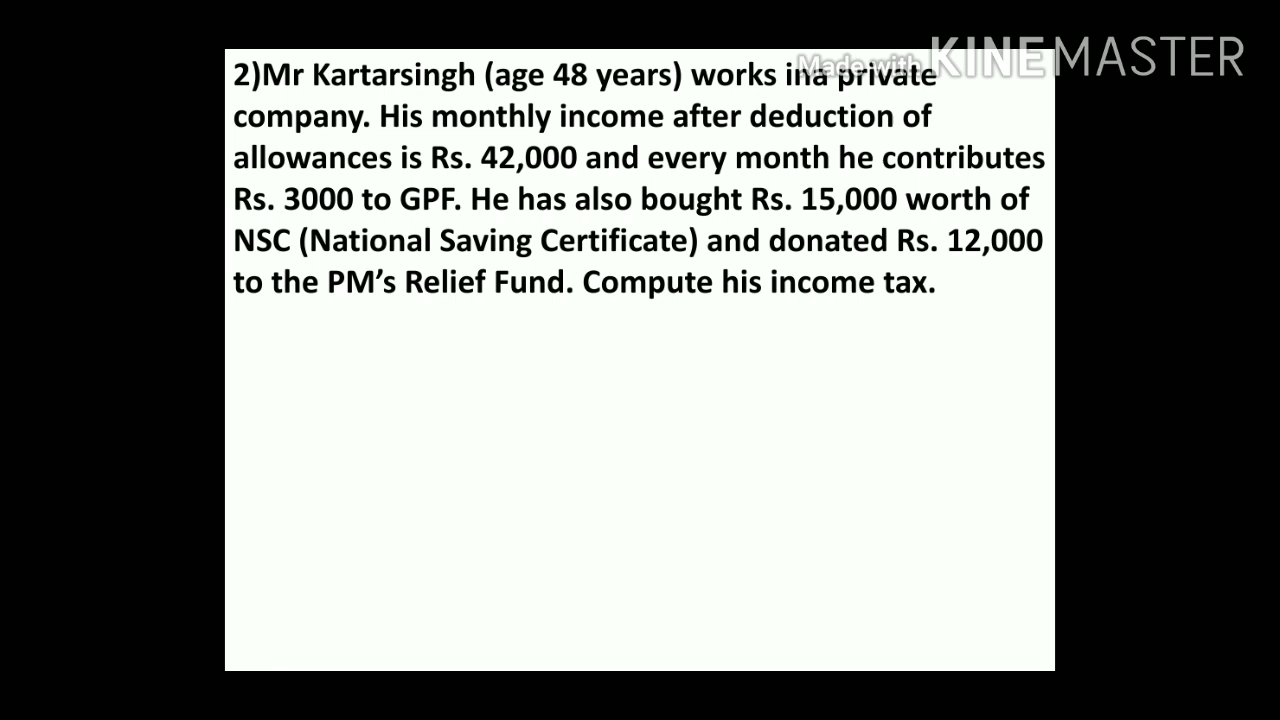 Made with KINEMASTER
2)Mr Kartarsingh (age 48 years) works ina private
company. His monthly income after deduction of
allowances is Rs. 42,000 and every month he contributes
Rs. 3000 to GPF. He has also bought Rs. 15,000 worth of
NSC (National Saving Certificate) and donated Rs. 12,000
to the PM’s Relief Fund. Compute his income tax.